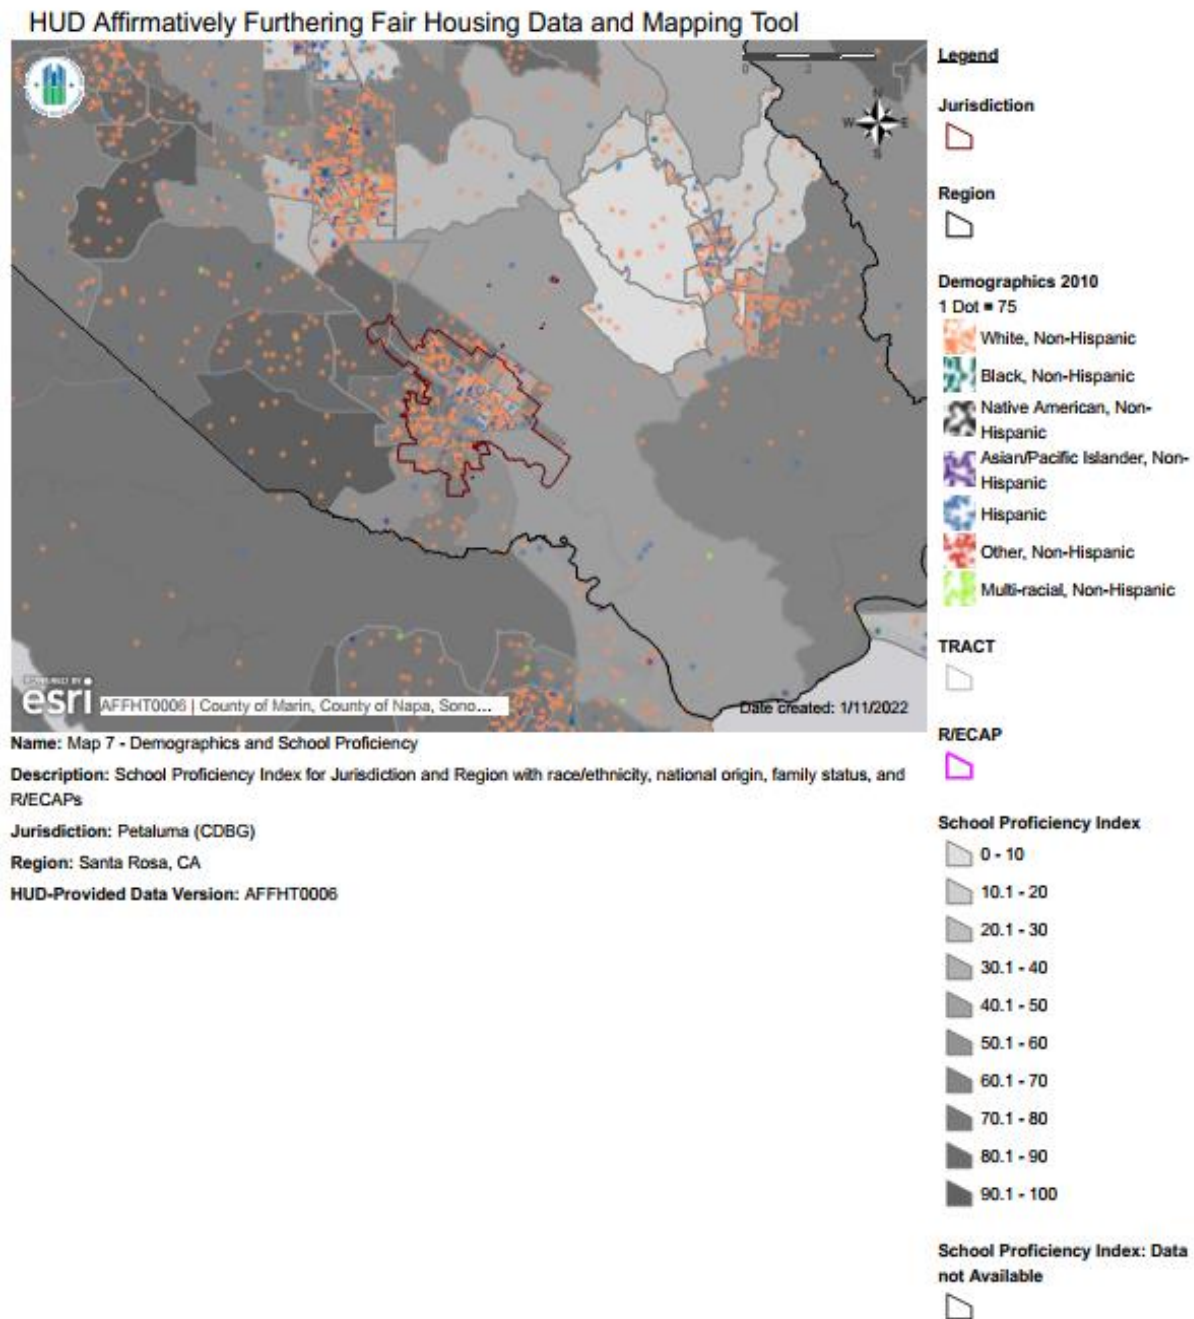 HUD Affirmatively Furthering Fair Housing Data and Mapping Tool
N
W
E
S
0
POWERED BY
esri
AFFHT0006 | County of Marin, County of Napa, Sono...
Date created: 1/11/2022
Name: Map 7 - Demographics and School Proficiency
Description: School Proficiency Index for Jurisdiction and Region with race/ethnicity, national origin, family status, and
R/ECAPs
Jurisdiction: Petaluma (CDBG)
Region: Santa Rosa, CA
HUD-Provided Data Version: AFFHT0006
Legend
Jurisdiction
Region
Demographics 2010
1 Dot = 75
White, Non-Hispanic
Black, Non-Hispanic
Native American, Non-
Hispanic
Asian/Pacific Islander, Non-
Hispanic
Hispanic
Other, Non-Hispanic
Multi-racial, Non-Hispanic
TRACT
R/ECAP
School Proficiency Index
0 - 10
10.1 - 20
20.1 - 30
30.1 - 40
40.1 - 50
50.1 - 60
60.1 - 70
70.1 - 80
80.1 - 90
90.1 - 100
School Proficiency Index: Data
not Available